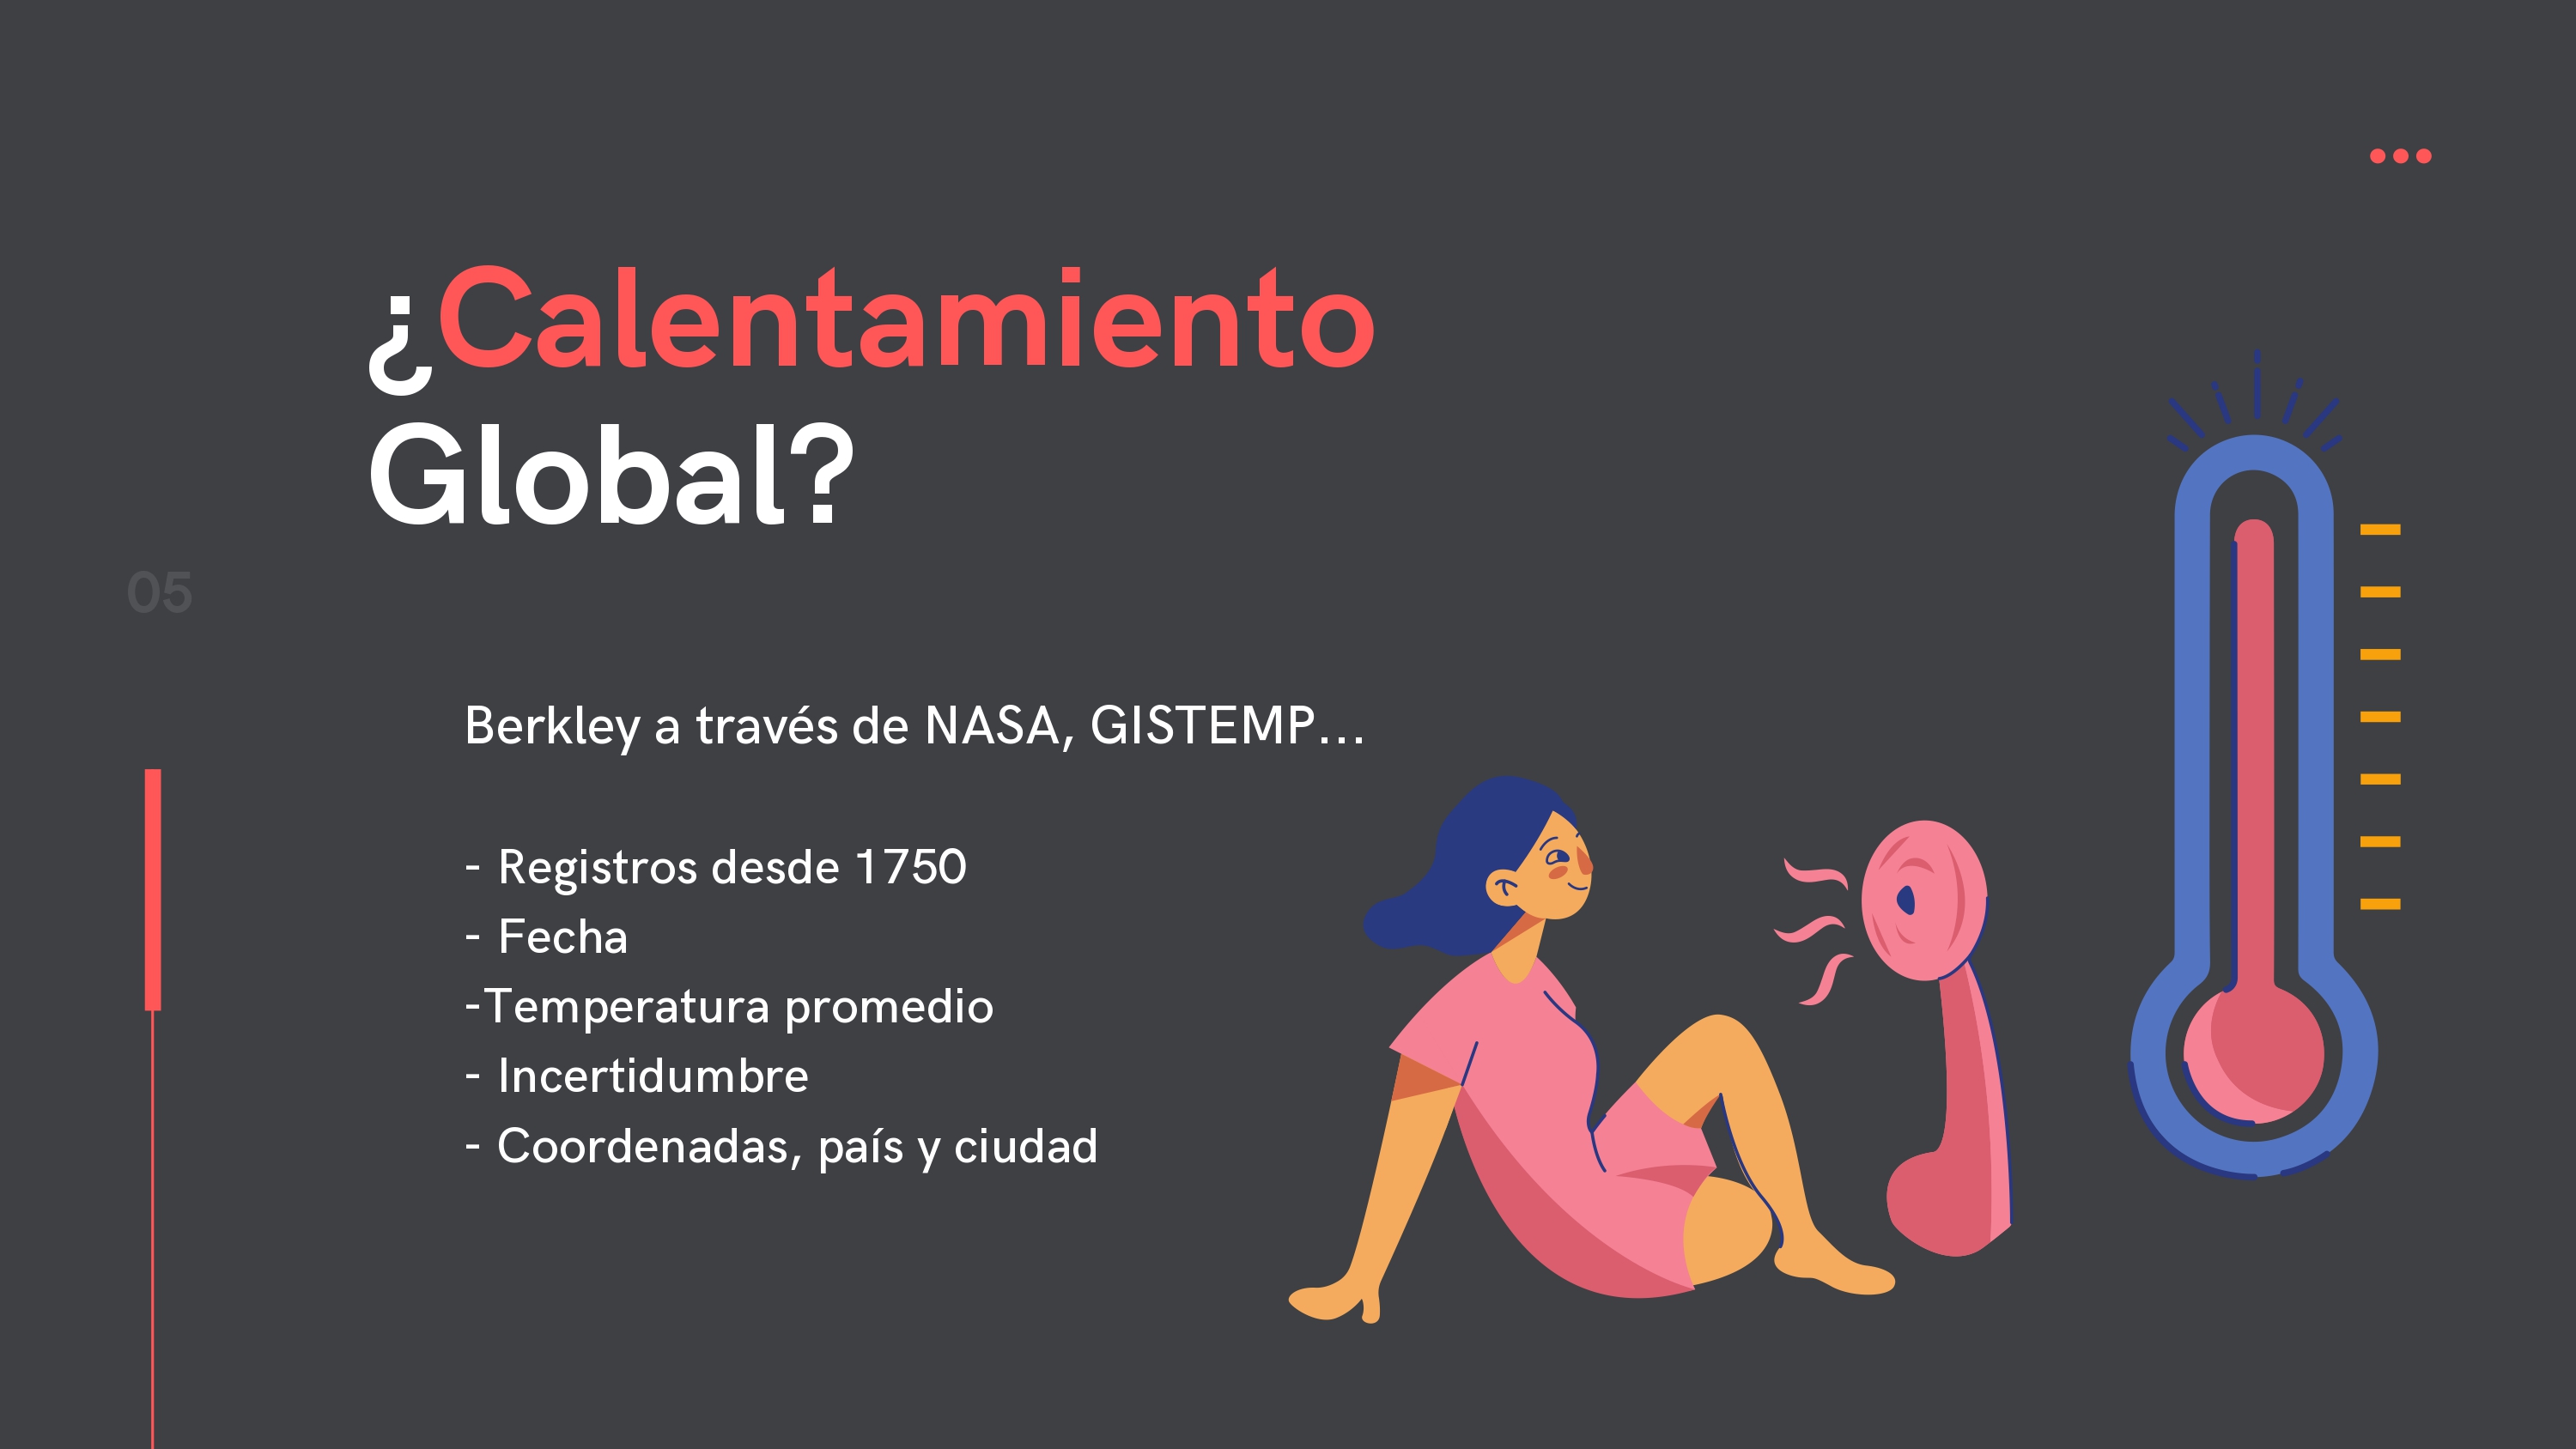 ¿Calentamiento
Global?
05
Berkley a través de NASA, GISTEMP...
- Registros desde 1750
- Fecha
-Temperatura promedio
- Incertidumbre
- Coordenadas, país y ciudad